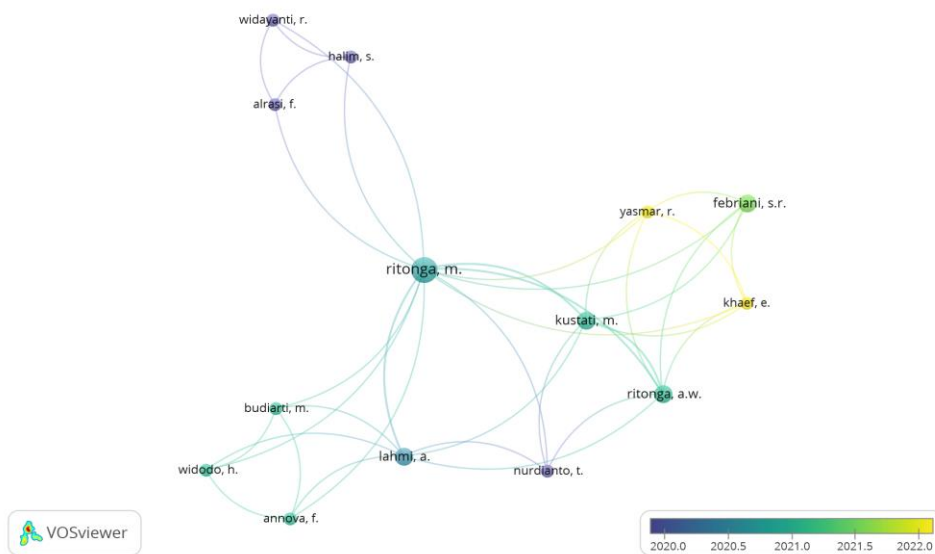 widayanti, r.
halim, s.
alrasi, f.
febriani, s.r.
yasmar, r.
ritonga, m.
khaef, e.
kustati, m.
ritonga, a.w.
budiarti, m.
lahmi, a.
widodo, h.
nurdianto, t.
annova, f.
VOSviewer
2020.0 2020.5 2021.0 2021.5 2022.0